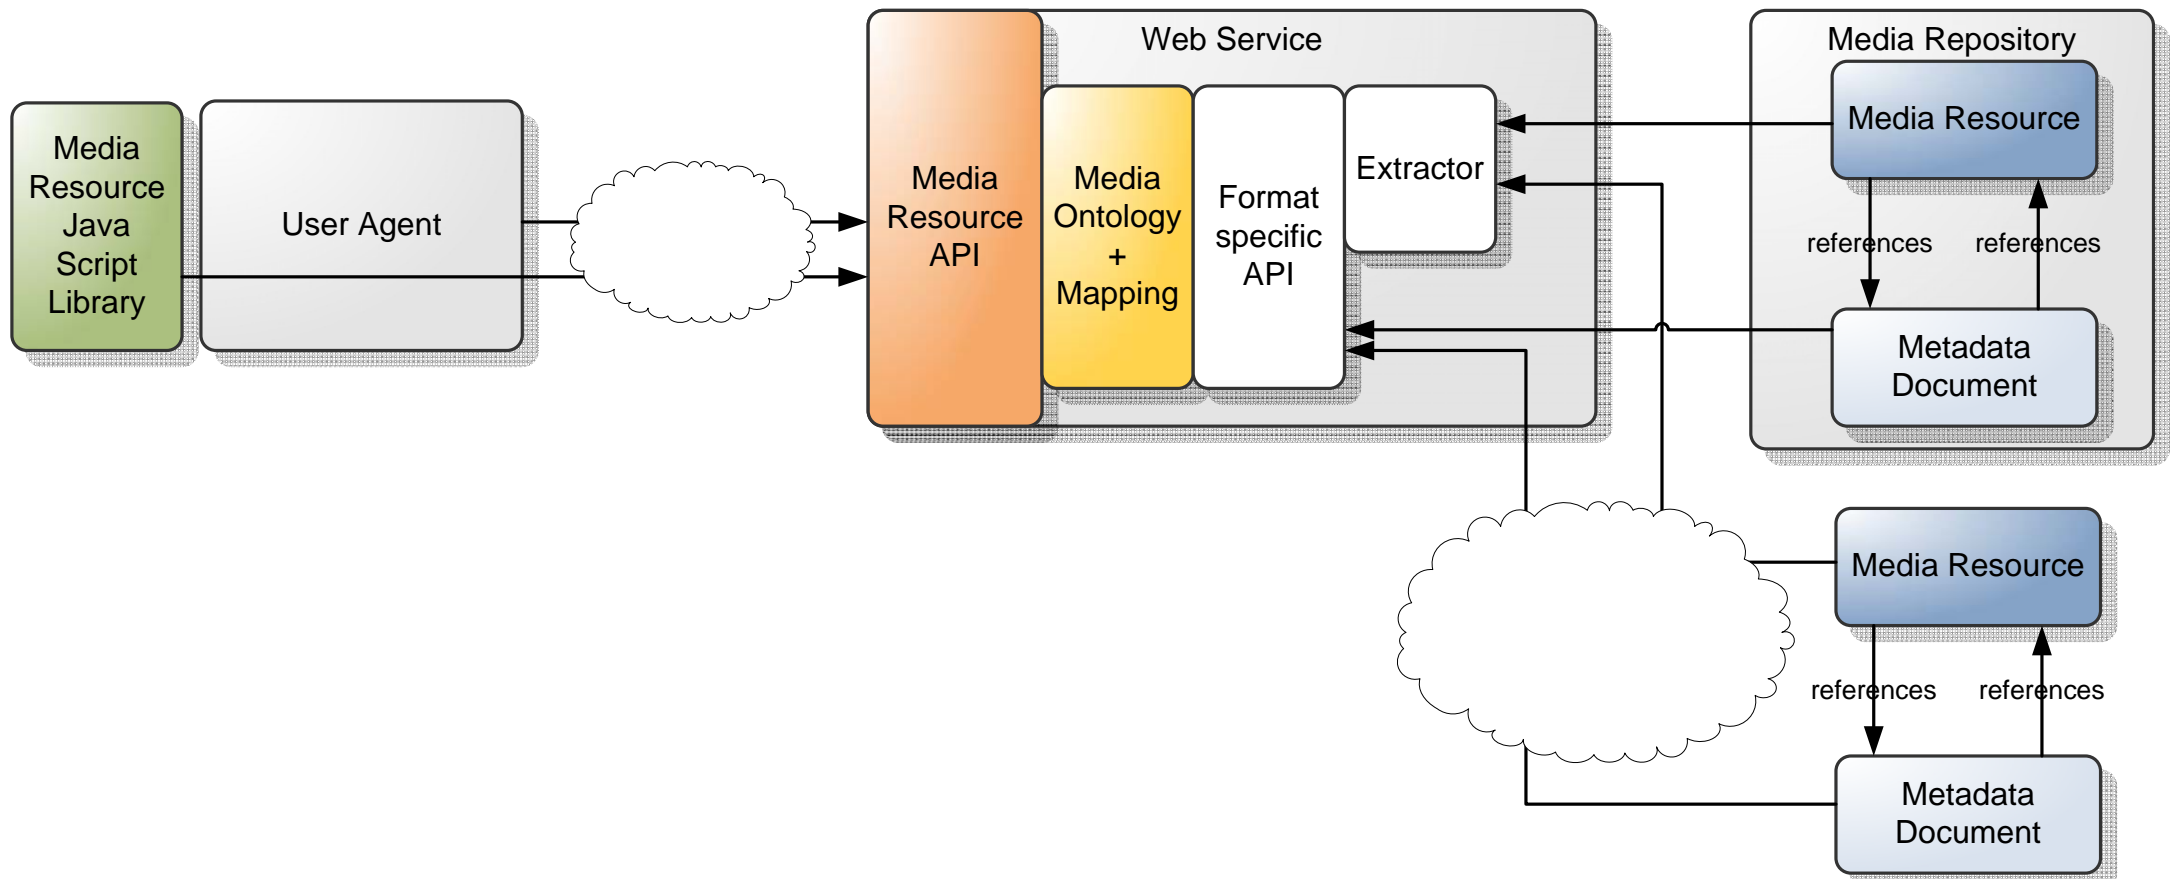 Media
Resource
Java
Script
Library
User Agent
Web Service
Media
Resource
API
Media
Ontology
+
Mapping
Format
specific
API
Extractor
Media Repository
Media Resource
references
references
Metadata
Document
Media Resource
references
references
Metadata
Document